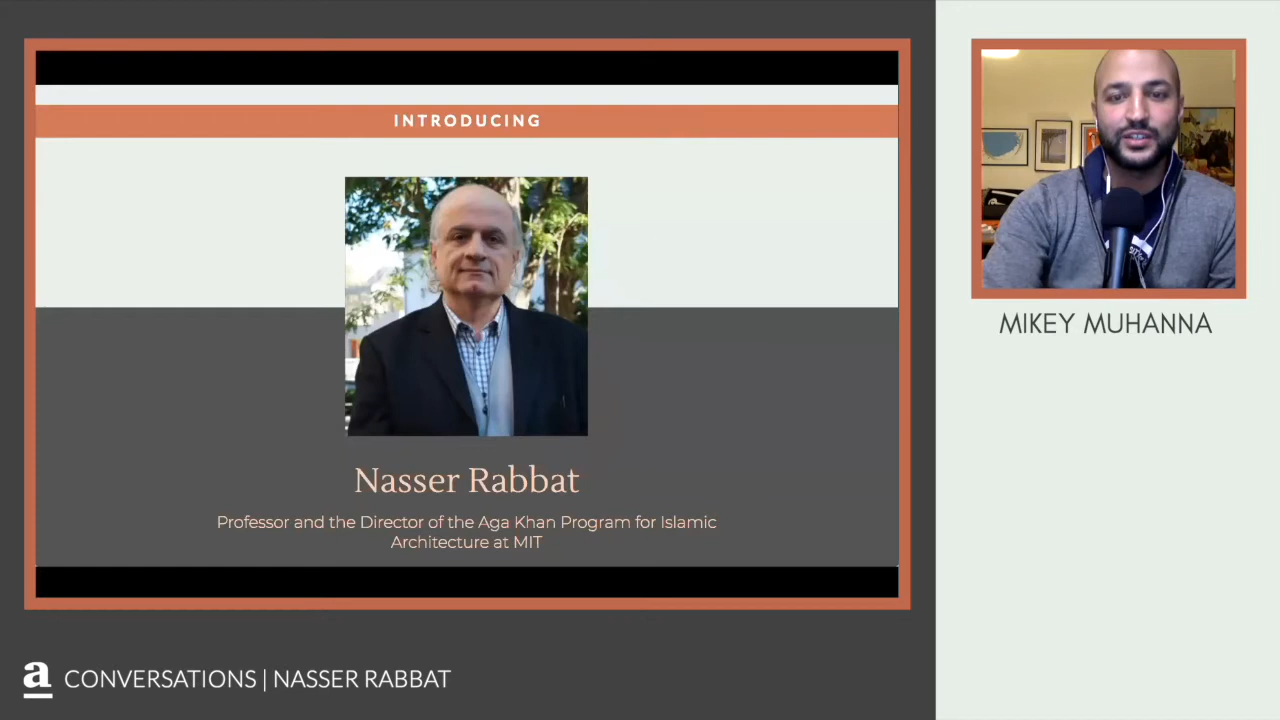 INTRODUCING
Nasser Rabbat
Professor and the Director of the Aga Khan Program for Islamic
Architecture at MIT
MIKEY MUHANNA
a CONVERSATIONS | NASSER RABBAT